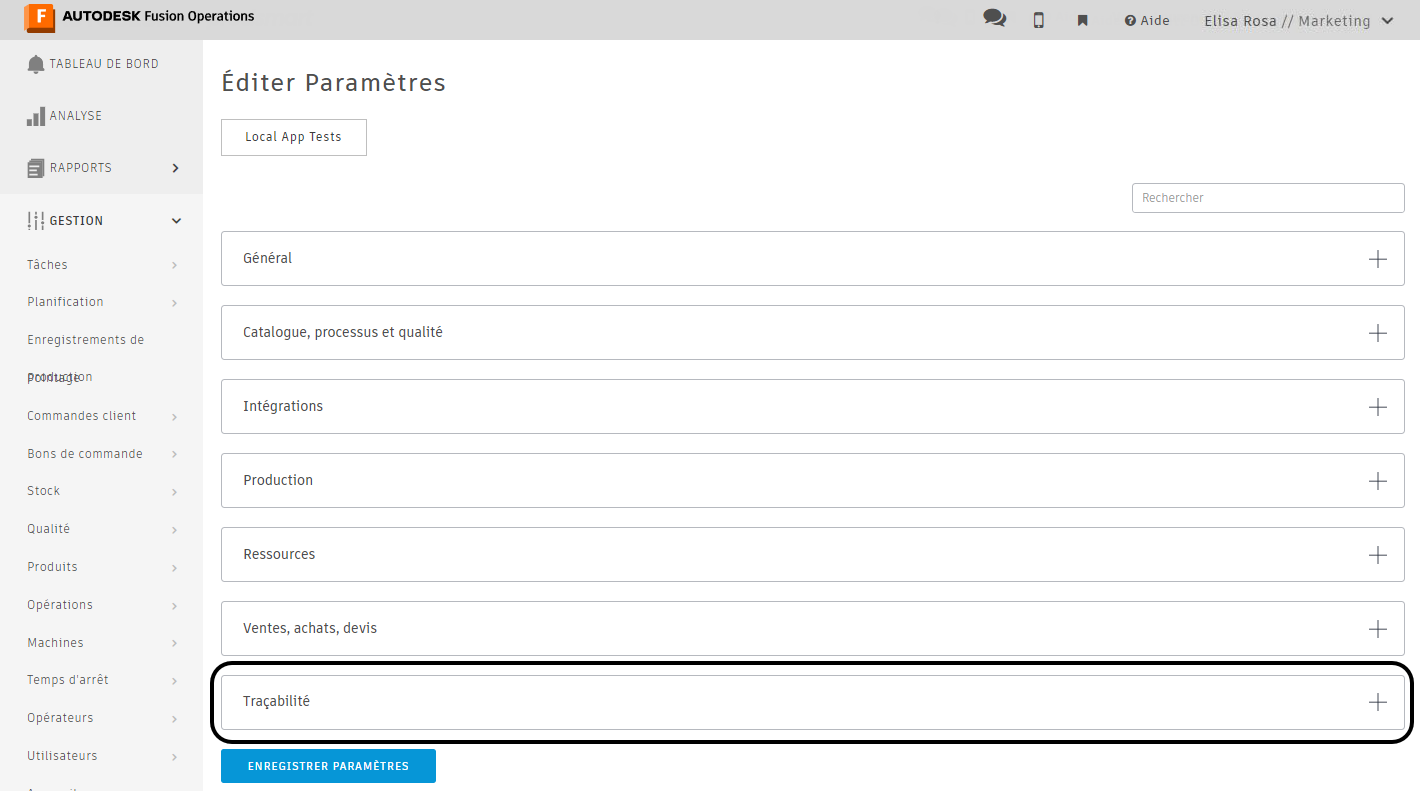 F AUTODESK Fusion Operations
Aide
Elisa Rosa // Marketing
TABLEAU DE BORD
ANALYSE
RAPPORTS
GESTION
Tâches
Planification
Enregistrements de
production
Pointage
Commandes client
Bons de commande
Stock
Qualité
Produits
Opérations
Machines
Temps d'arrêt
Opérateurs
Utilisateurs
Éditer Paramètres
Local App Tests
Rechercher
Général
Catalogue, processus et qualité
Intégrations
Production
Ressources
Ventes, achats, devis
Traçabilité
ENREGISTRER PARAMÈTRES